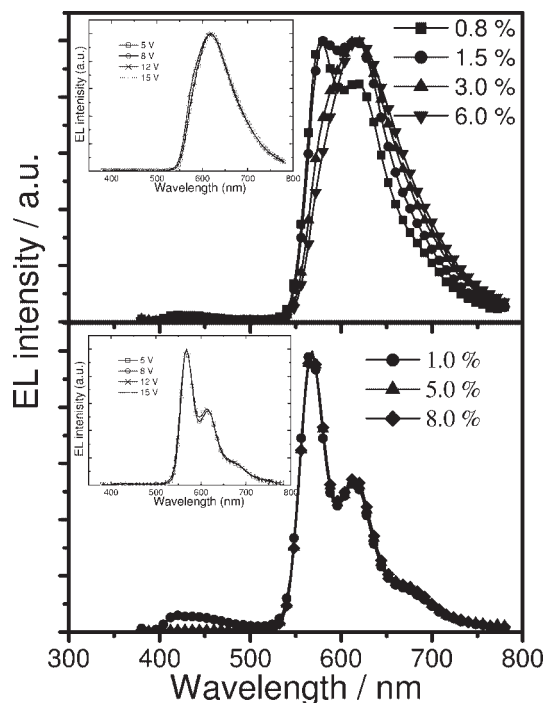 EL intensity / a.u.
EL intenisity (a.u.)
5 V
8 V
12 V
15 V
400 500 600 700 800
Wavelength (nm)
0.8 %
1.5 %
3.0 %
6.0 %
EL intenisity (a.u.)
5 V
8 V
12 V
15 V
400 500 600 700 800
Wavelength (nm)
1.0 %
5.0 %
8.0 %
300 400 500 600 700 800
Wavelength / nm